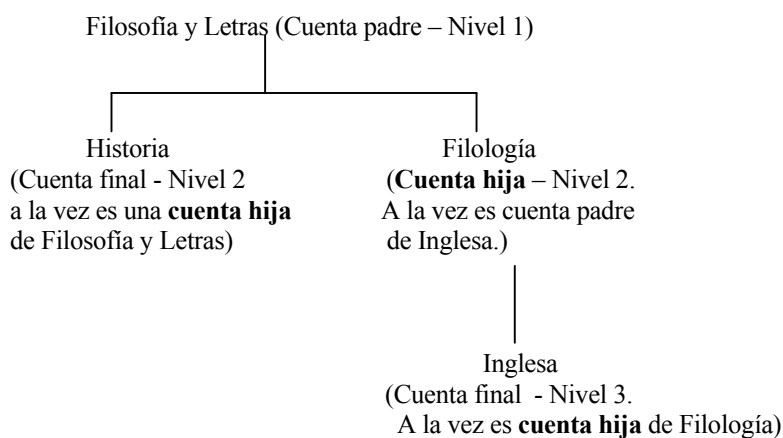 Filosofía y Letras (Cuenta padre – Nivel 1)
Historia
(Cuenta final - Nivel 2
a la vez es una cuenta hija
de Filosofía y Letras)
Filología
(Cuenta hija – Nivel 2.
A la vez es cuenta padre
de Inglesa.)
Inglesa
(Cuenta final - Nivel 3.
A la vez es cuenta hija de Filología)